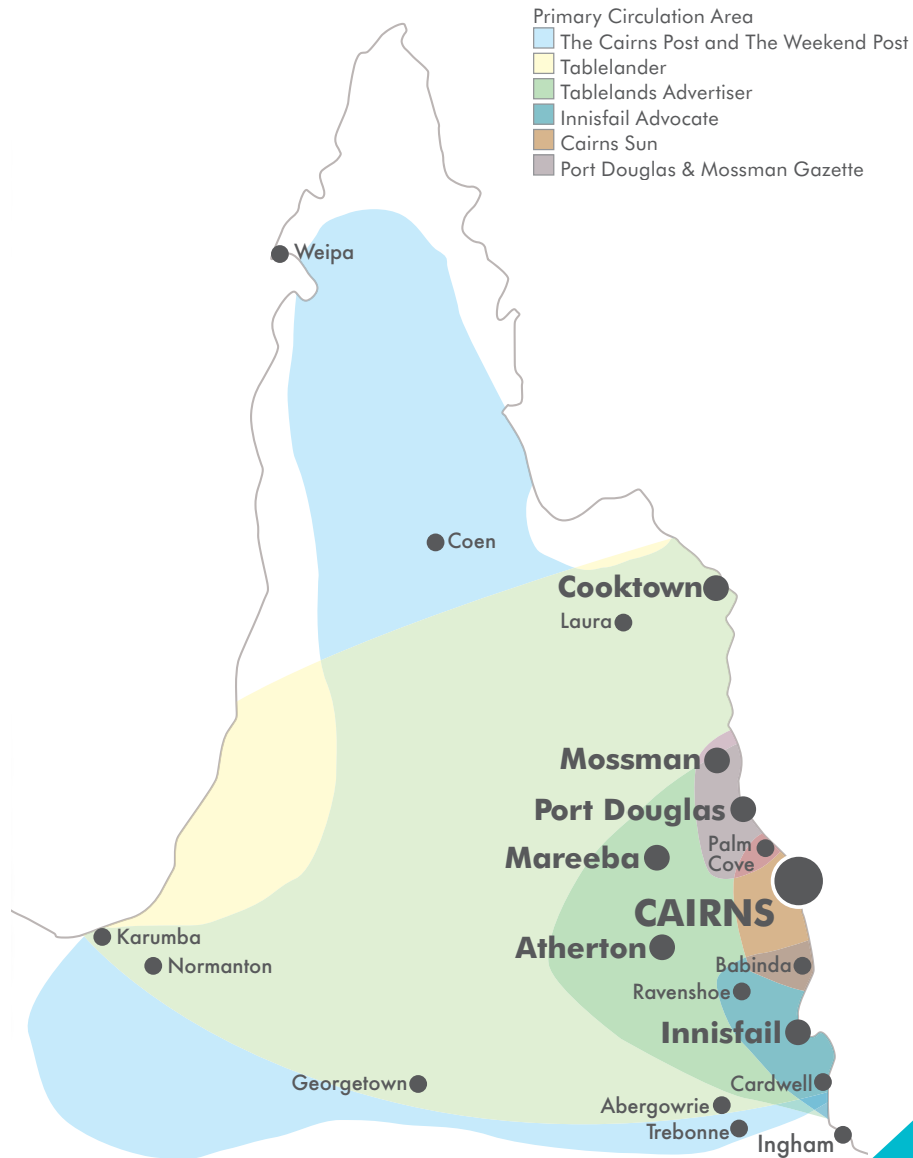 Primary Circulation Area
The Cairns Post and The Weekend Post
Tablelander
Tablelands Advertiser
Innisfail Advocate
Cairns Sun
Port Douglas & Mossman Gazette
Weipa
Coen
Cooktown
Laura
Mossman
Port Douglas
Palm
Cove
Mareeba
CAIRNS
Karumba
Atherton
Normanton
Babinda
Ravenshoe
Innisfail
Georgetown
Cardwell
Abergowrie
Trebonne
Ingham